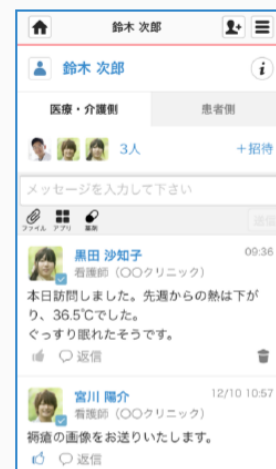 鈴木 次郎
鈴木 次郎
医療・介護側
患者側
3人
+招待
メッセージを入力して下さい
ファイル アプリ 薬剤
送信
黒田 沙知子
09:36
看護師（〇〇クリニック）
本日訪問しました。先週からの熱は下が
り、36.5℃でした。
ぐっすり眠れたそうです。
返信
宮川 陽介
12/10 10:57
看護師（〇〇クリニック）
褥瘡の画像をお送りいたします。
返信